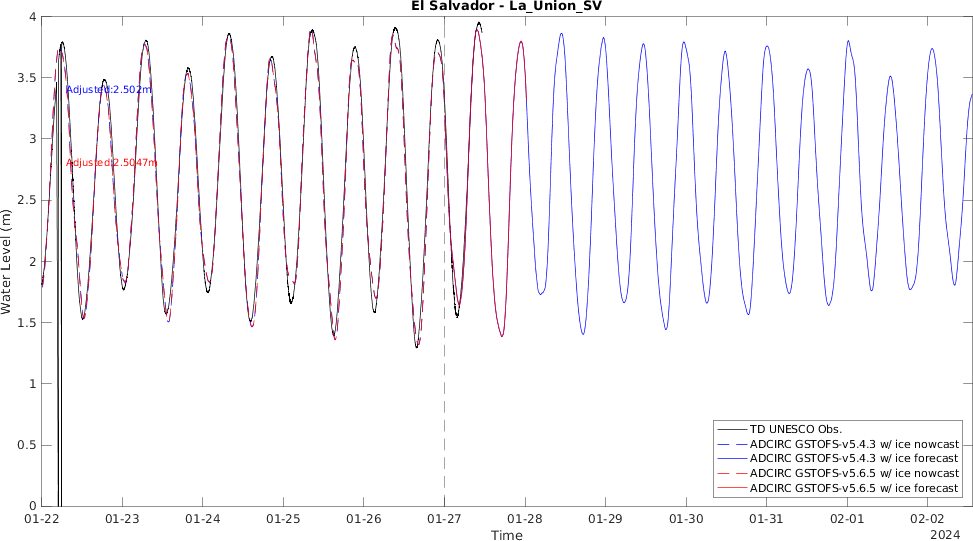 El Salvador - La_Union_SV
4
3.5
3
2.5
2
1.5
1
0.5
0
Water Level (m)
Adjusted:2.502m
Adjusted:2.5047m
TD UNESCO Obs.
ADCIRC GSTOFS-v5.4.3 w/ ice nowcast
ADCIRC GSTOFS-v5.4.3 w/ ice forecast
ADCIRC GSTOFS-v5.6.5 w/ ice nowcast
ADCIRC GSTOFS-v5.6.5 w/ ice forecast
01-22 01-23 01-24 01-25 01-26 01-27 01-28 01-29 01-30 01-31 02-01 02-02
Time
2024